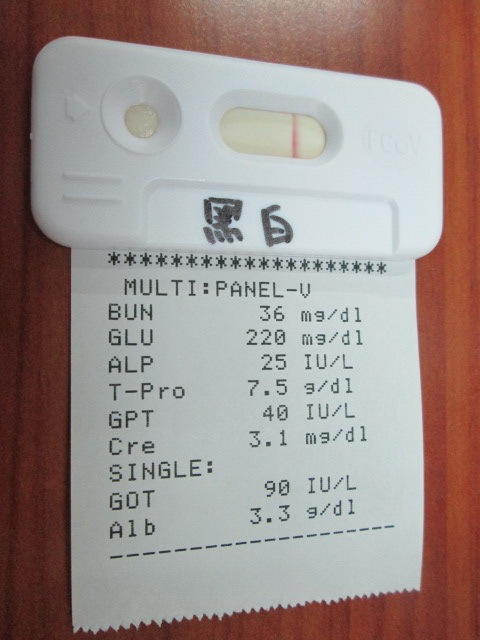 FCoV
黑白
********************
MULTI:PANEL-V
BUN 36 mg/dl
GLU 220 mg/dl
ALP 25 IU/L
T-Pro 7.5 g/dl
GPT 40 IU/L
Cre 3.1 mg/dl
SINGLE:
GOT 90 IU/L
Alb 3.3 g/dl
--------------------